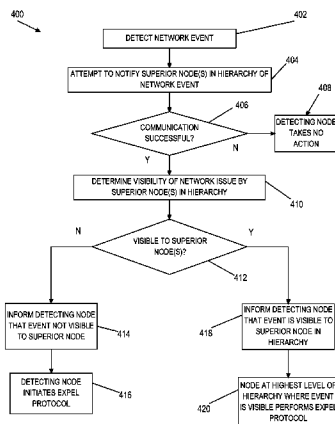 400
402
DETECT NETWORK EVENT
404
ATTEMPT TO NOTIFY SUPERIOR NODE(S) IN HIERARCHY OF
NETWORK EVENT
406
408
COMMUNICATION
SUCCESSFUL?
N
DETECTING NODE
TAKES NO
ACTION
Y
DETERMINE VISIBILITY OF NETWORK ISSUE BY
SUPERIOR NODE(S) IN HIERARCHY
410
N
VISIBLE TO SUPERIOR
NODE(S)?
Y
412
INFORM DETECTING NODE
THAT EVENT NOT VISIBLE
TO SUPERIOR NODE
414
INFORM DETECTING NODE
THAT EVENT IS VISIBLE TO
SUPERIOR NODE IN
HIERARCHY
418
DETECTING NODE
INITIATES EXPEL
PROTOCOL
416
NODE AT HIGHEST LEVEL OF
HIERARCHY WHERE EVENT
IS VISIBLE PERFORMS EXPEL
PROTOCOL
420